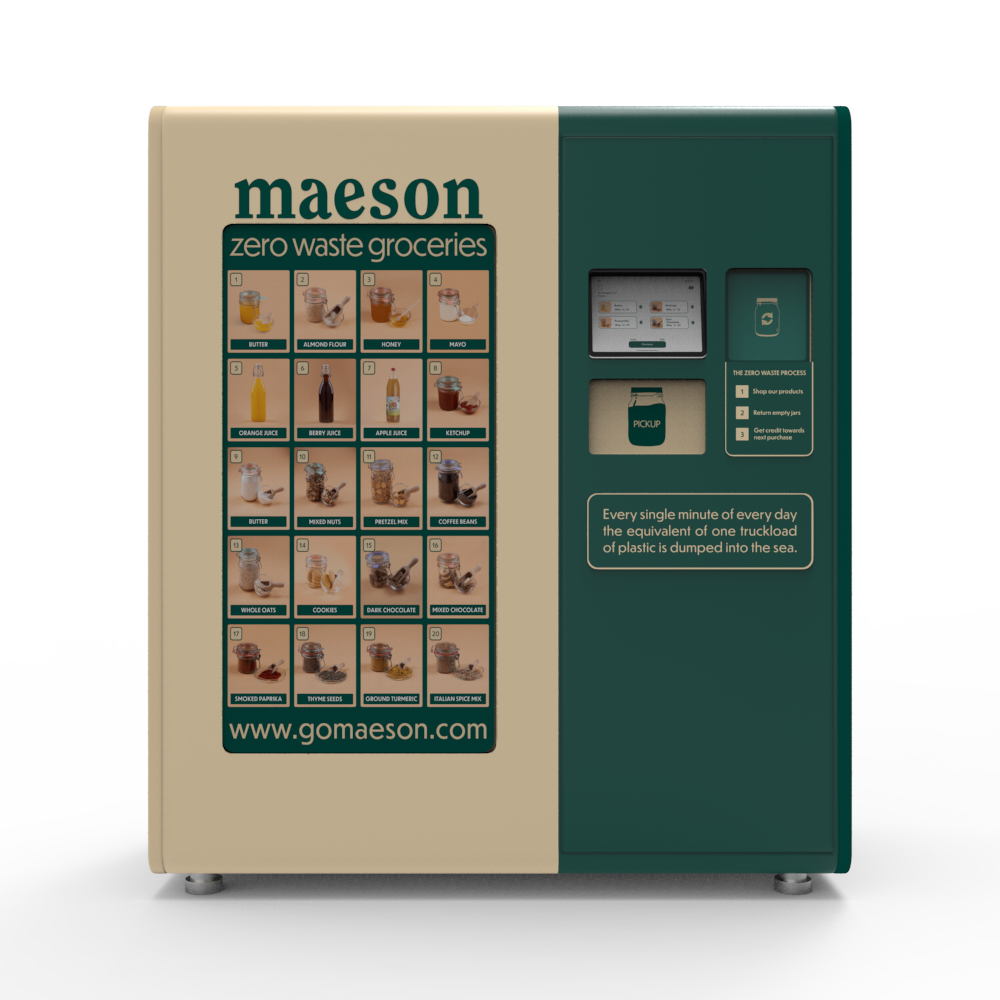 maeson
zero waste groceries
1
BUTTER
2
ALMOND FLOUR
3
HONEY
4
MAYO
5
ORANGE JUICE
6
BERRY JUICE
7
APPLE JUICE
8
KETCHUP
9
BUTTER
10
MIXED NUTS
11
PRETZEL MIX
12
COFFEE BEANS
13
WHOLE OATS
14
COOKIES
15
DARK CHOCOLATE
16
MIXED CHOCOLATE
17
SMOKED PAPRIKA
18
THYME SEEDS
19
GROUND TURMERIC
20
ITALIAN SPICE MIX
www.gomaeson.com
PICKUP
THE ZERO WASTE PROCESS
1 Shop our products
2 Return empty jars
3 Get credit towards
next purchase
Every single minute of every day
the equivalent of one truckload
of plastic is dumped into the sea.